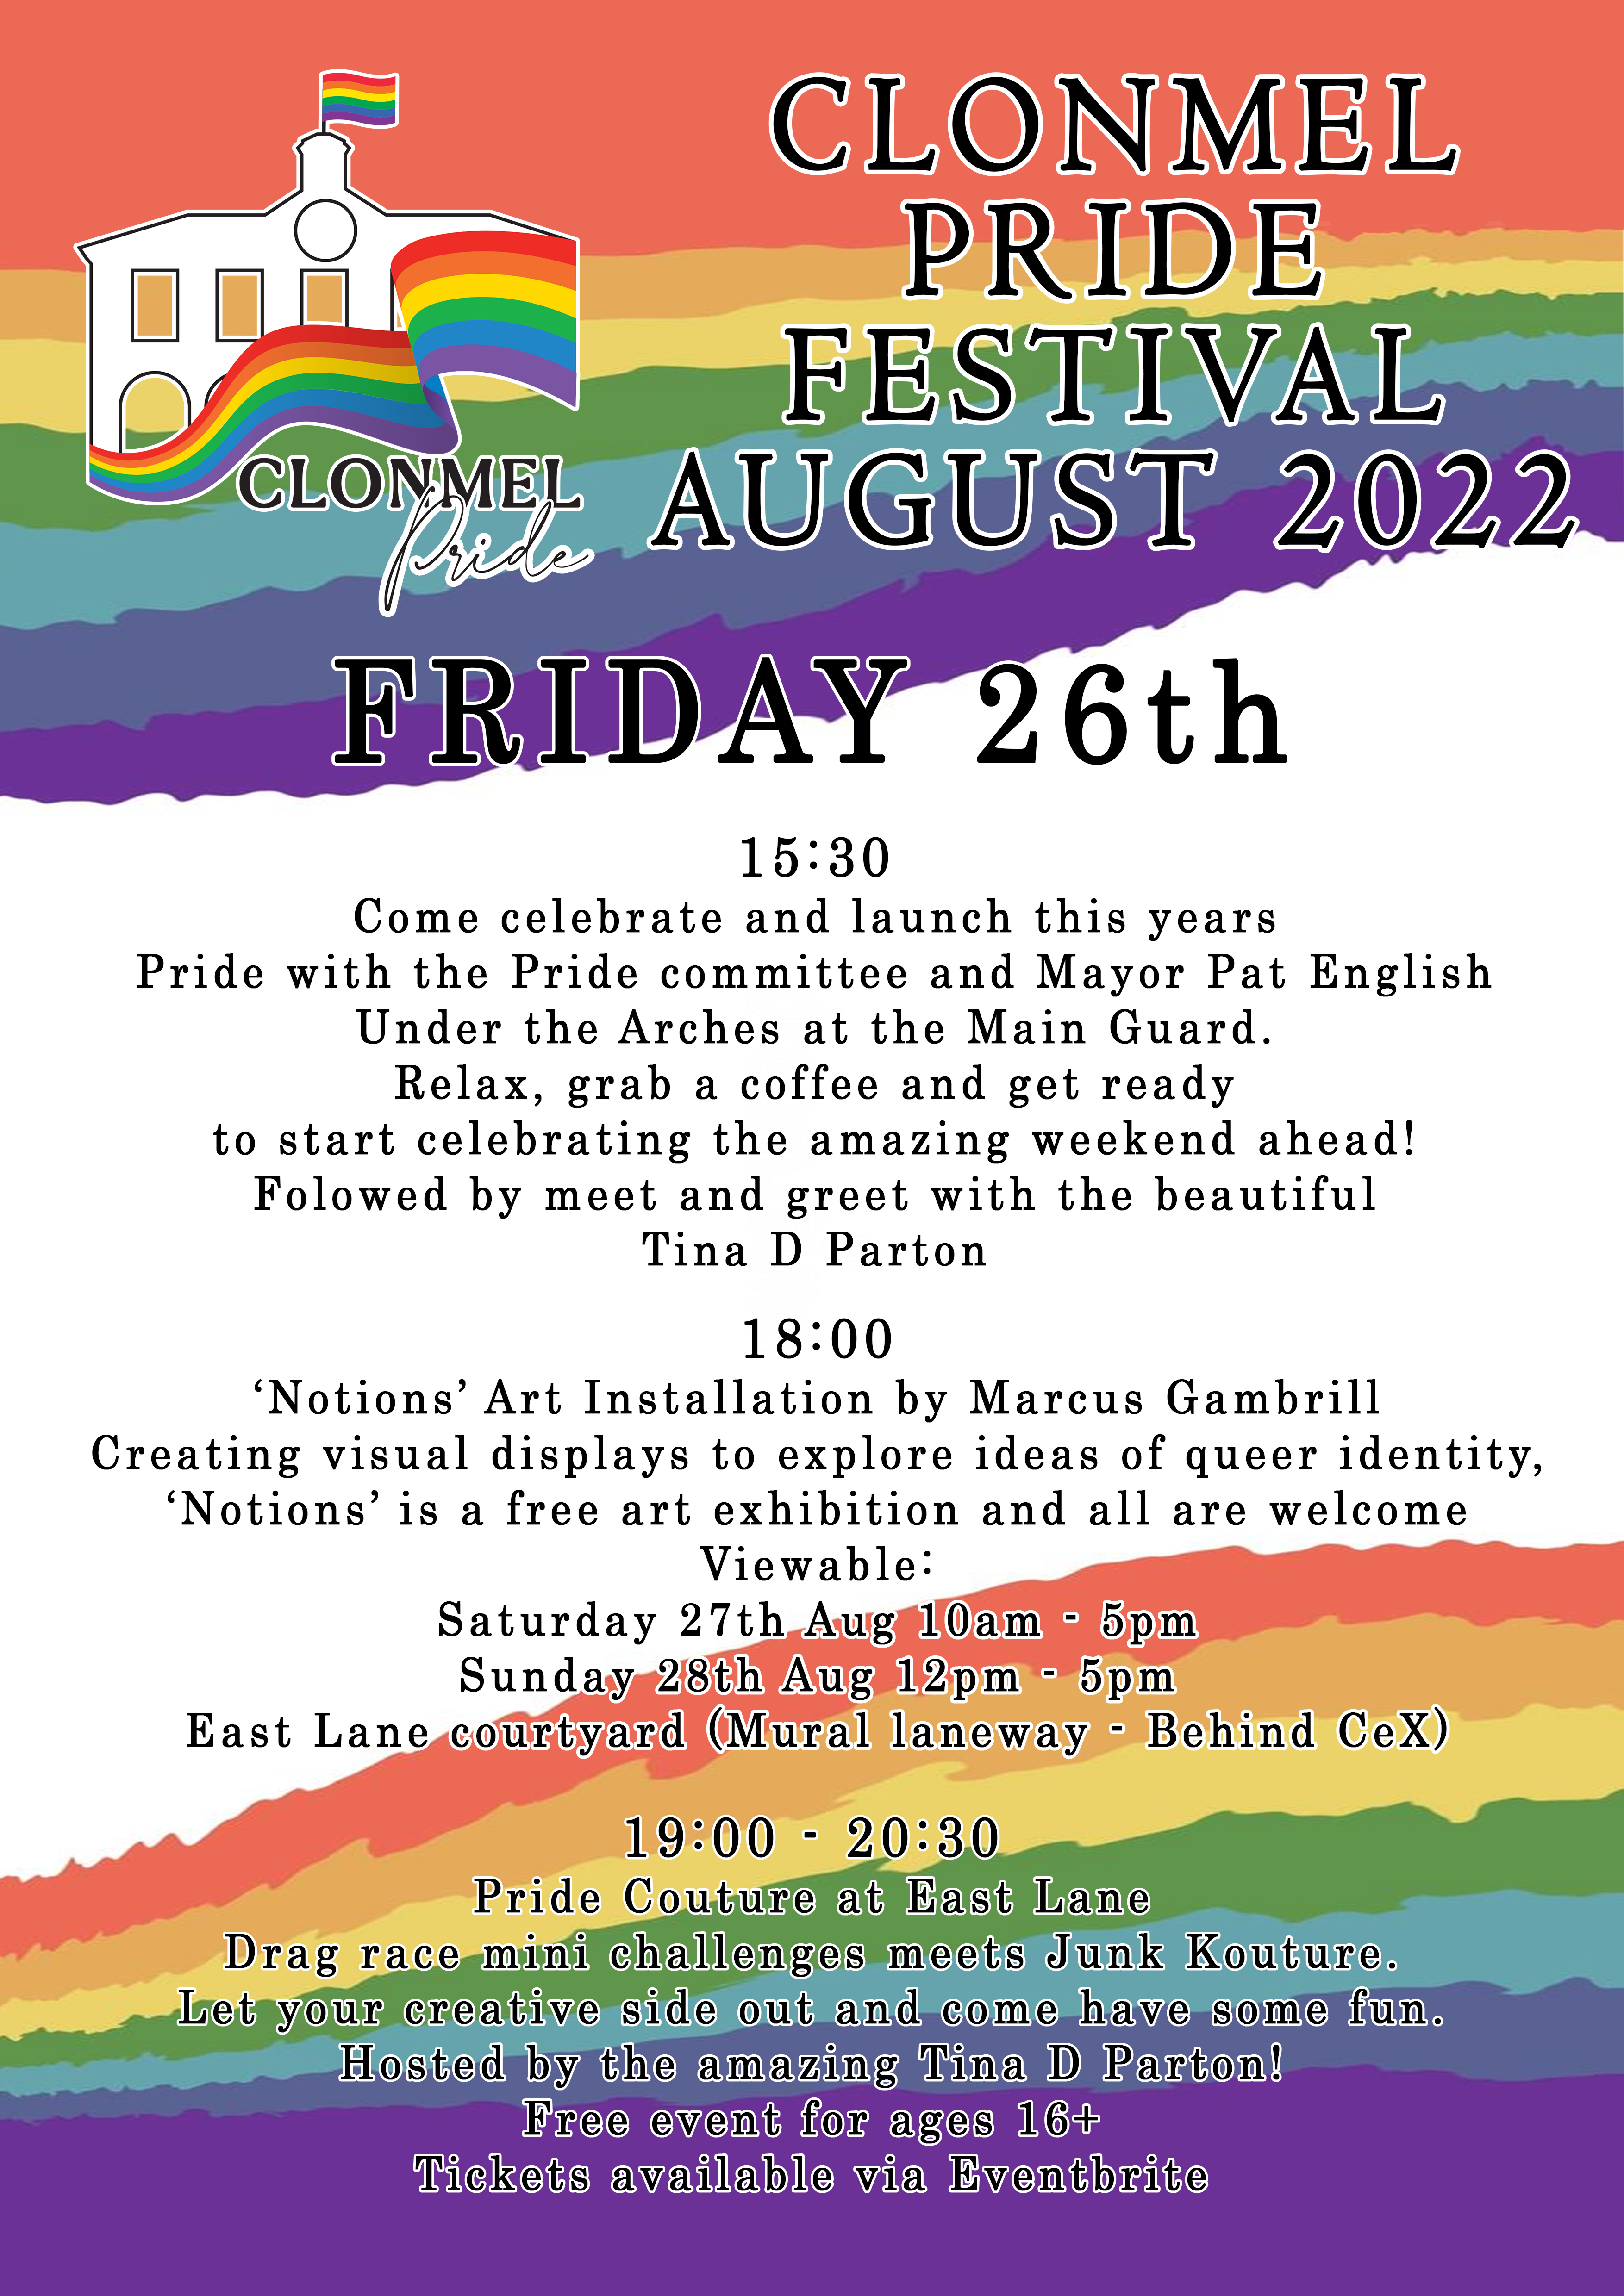 CLONMEL
Pride
CLONMEL
PRIDE
FESTIVAL
AUGUST 2022
FRIDAY 26th
15:30
Come celebrate and launch this years
Pride with the Pride committee and Mayor Pat English
Under the Arches at the Main Guard.
Relax, grab a coffee and get ready
to start celebrating the amazing weekend ahead!
Folowed by meet and greet with the beautiful
Tina D Parton
18:00
‘Notions’ Art Installation by Marcus Gambrill
Creating visual displays to explore ideas of queer identity,
‘Notions’ is a free art exhibition and all are welcome
Viewable:
Saturday 27th Aug 10am - 5pm
Sunday 28th Aug 12pm - 5pm
East Lane courtyard (Mural laneway - Behind CeX)
19:00 - 20:30
Pride Couture at East Lane
Drag race mini challenges meets Junk Kouture.
Let your creative side out and come have some fun.
Hosted by the amazing Tina D Parton!
Free event for ages 16+
Tickets available via Eventbrite